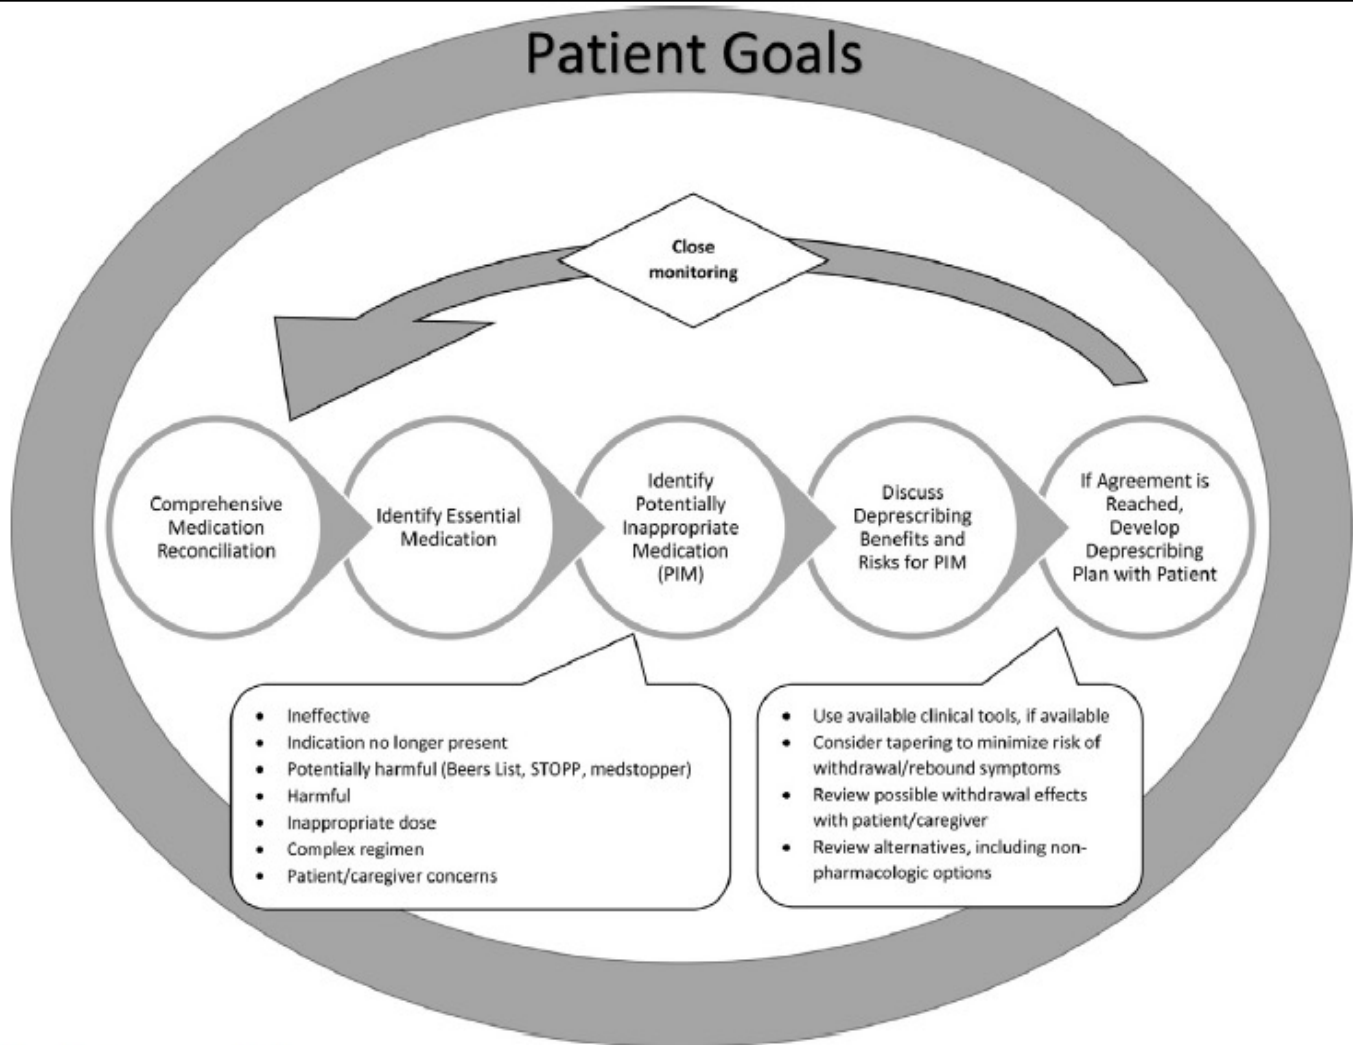 Patient Goals
Close
monitoring
Comprehensive
Medication
Reconciliation
Identify Essential
Medication
Identify
Potentially
Inappropriate
Medication
(PIM)
Discuss
Deprescribing
Benefits and
Risks for PIM
If Agreement is
Reached,
Develop
Deprescribing
Plan with Patient
• Ineffective
• Indication no longer present
• Potentially harmful (Beers List, STOPP, medstopper)
• Harmful
• Inappropriate dose
• Complex regimen
• Patient/caregiver concerns
• Use available clinical tools, if available
• Consider tapering to minimize risk of
withdrawal/rebound symptoms
• Review possible withdrawal effects
with patient/caregiver
• Review alternatives, including non-
pharmacologic options